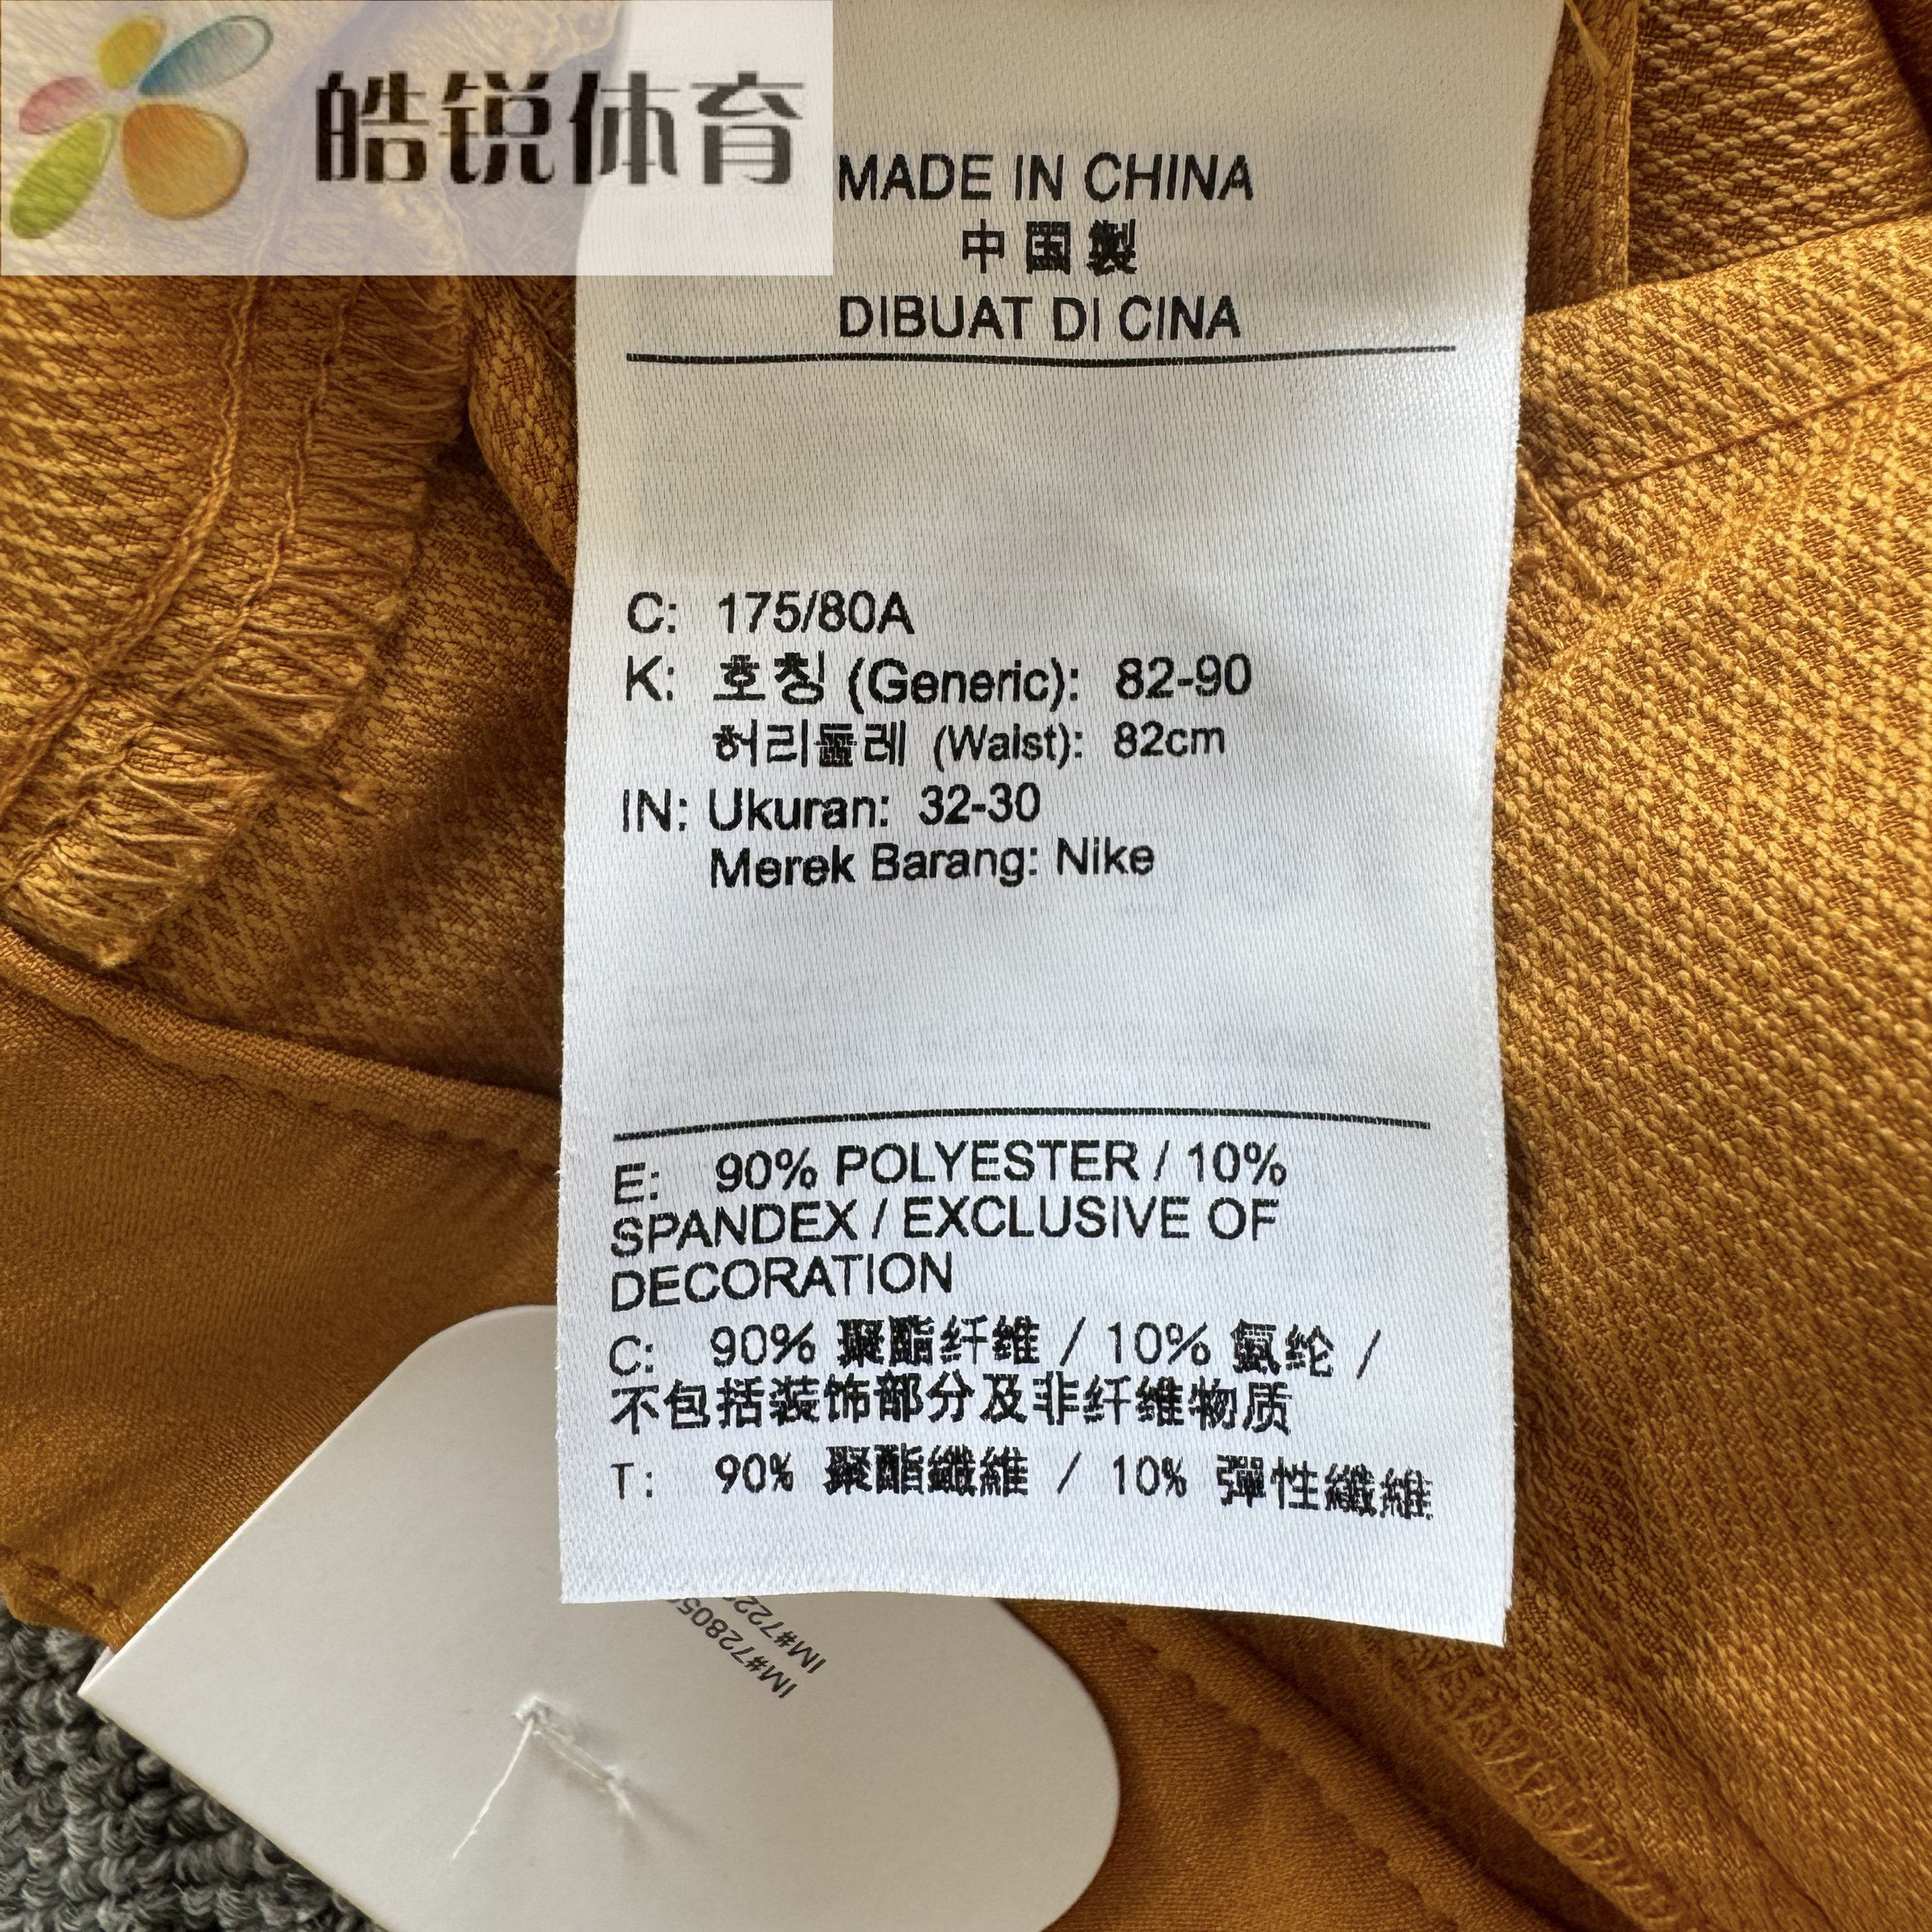 皓锐体育
MADE IN CHINA
中国製
DIBUAT DI CINA
C: 175/80A
K: 호칭 (Generic): 82-90
허리둘레 (Waist): 82cm
IN: Ukuran: 32-30
Merek Barang: Nike
E: 90% POLYESTER / 10%
SPANDEX / EXCLUSIVE OF
DECORATION
C: 90% 聚酯纤维 / 10% 氨纶 /
不包括装饰部分及非纤维物质
T: 90% 聚酯纖維 / 10% 彈性纖維